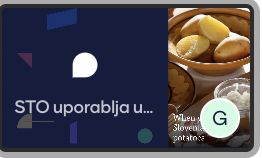 STO uporablja u...
When y
Slovenia
potatoes
G